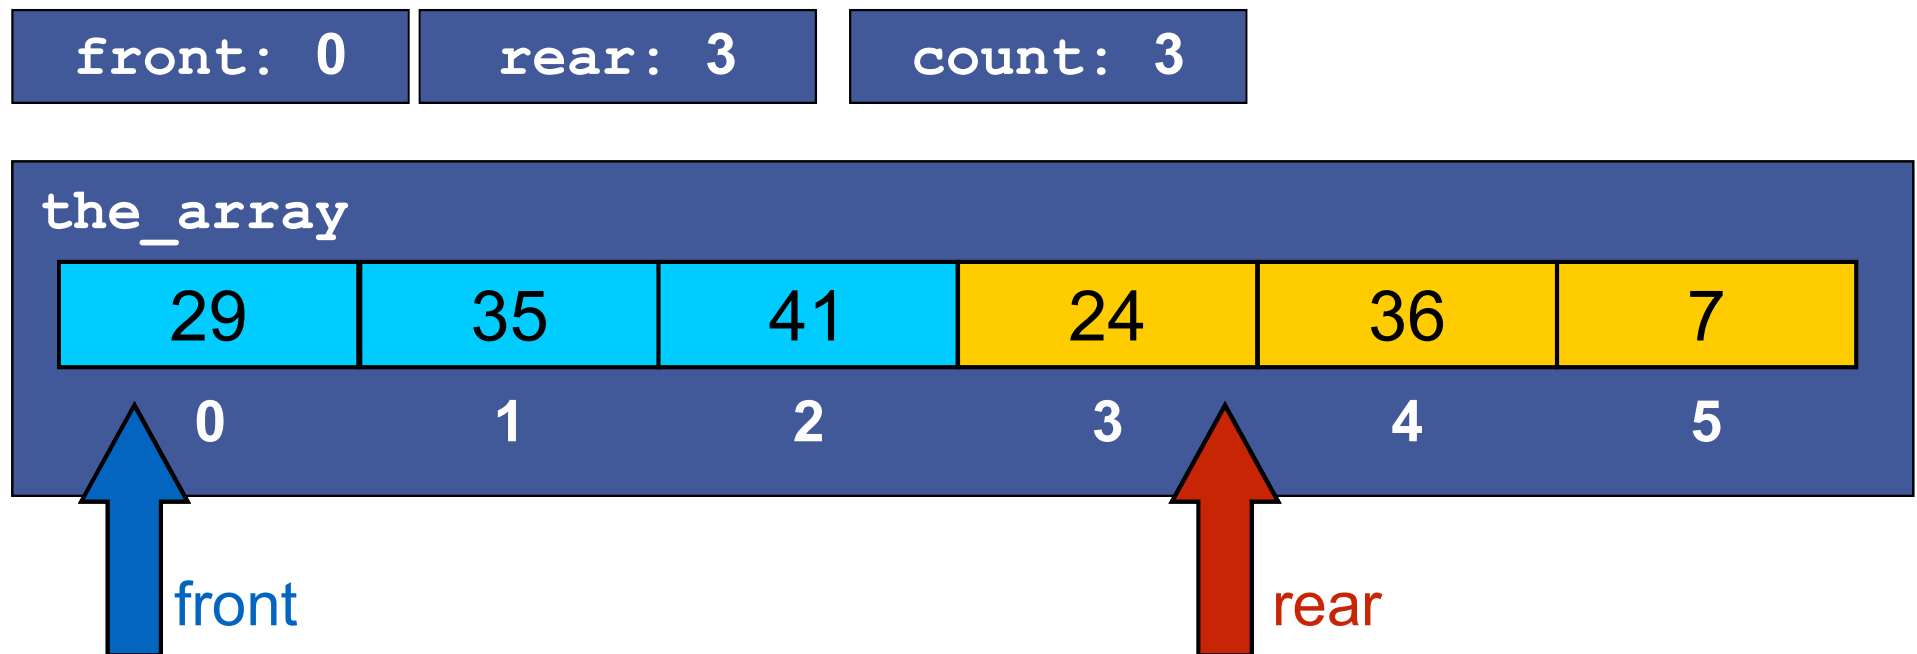 front: 0 rear: 3 count: 3
the_array
29 35 41 24 36 7
0 1 2 3 4 5
front rear